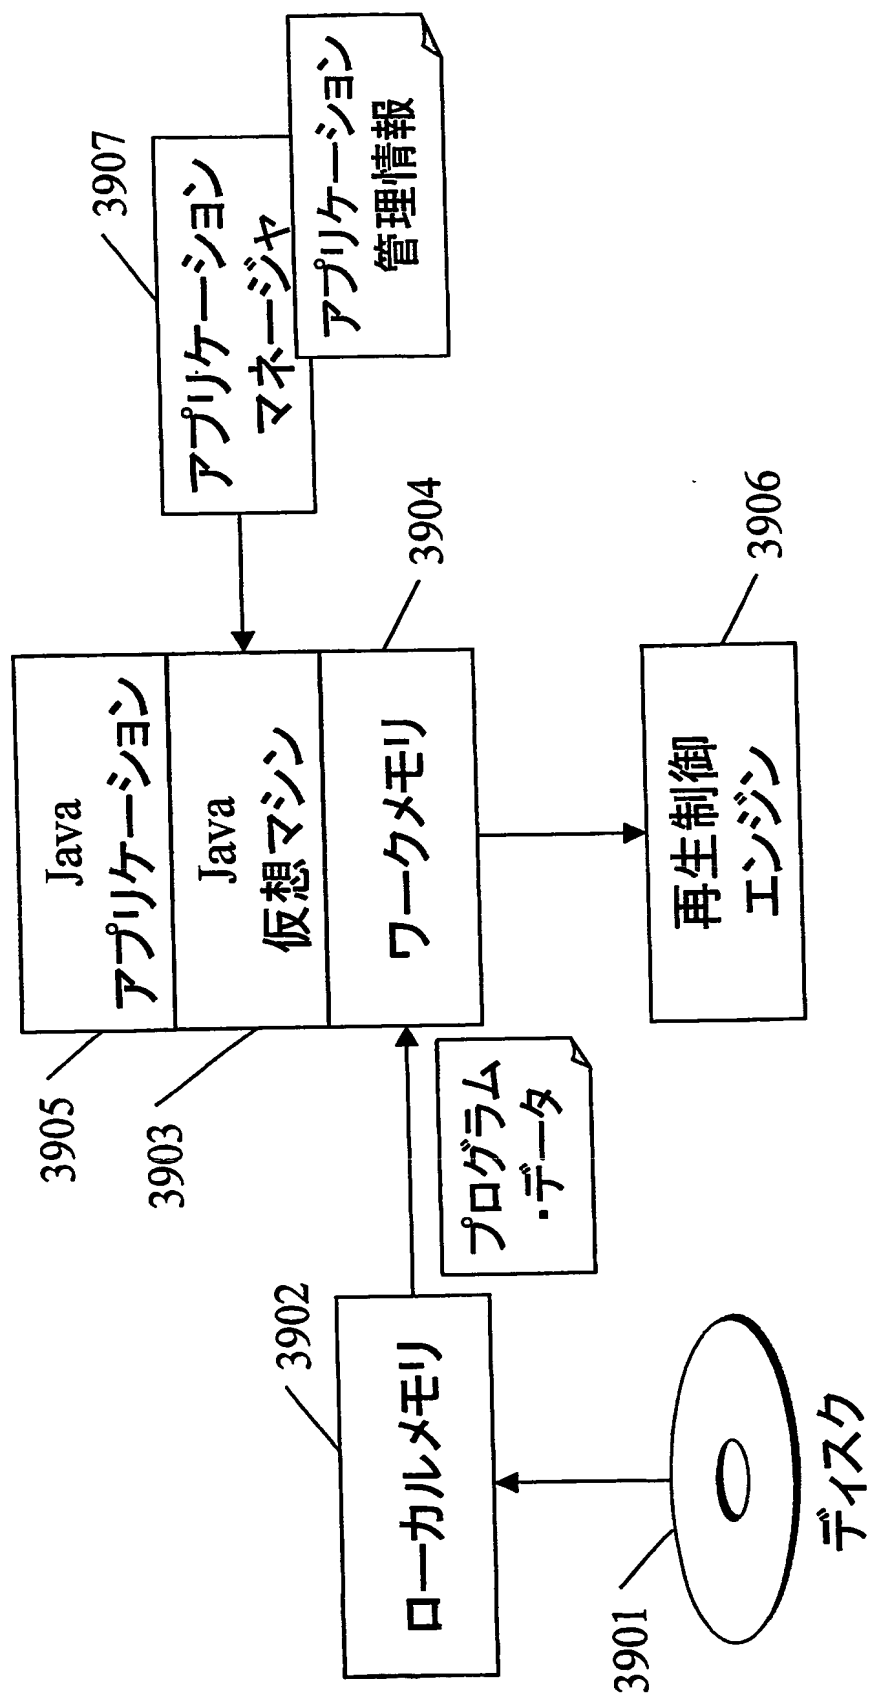 3907
アプリケーション
マネージャ
アプリケーション
管理情報
Java
アプリケーション
3905
Java
仮想マシン
3903
ワークメモリ
3904
プログラム
・データ
再生制御
エンジン
3906
ローカルメモリ
3902
ディスク
3901